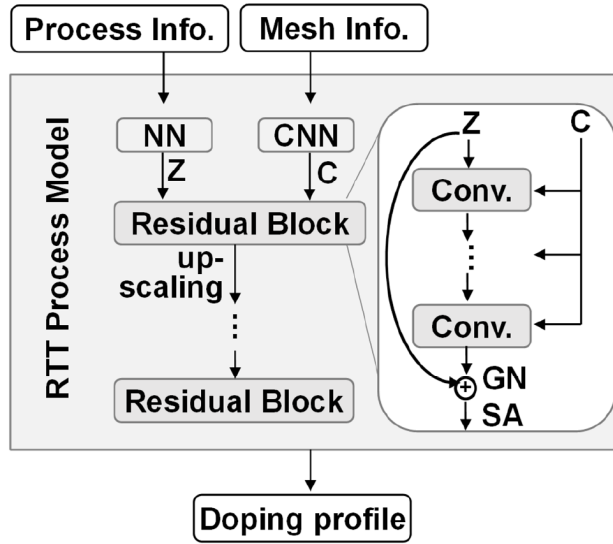 Process Info.
Mesh Info.
RTT Process Model
NN
CNN
Z
C
Residual Block
up-
scaling
Residual Block
Z
C
Conv.
Conv.
GN
SA
Doping profile